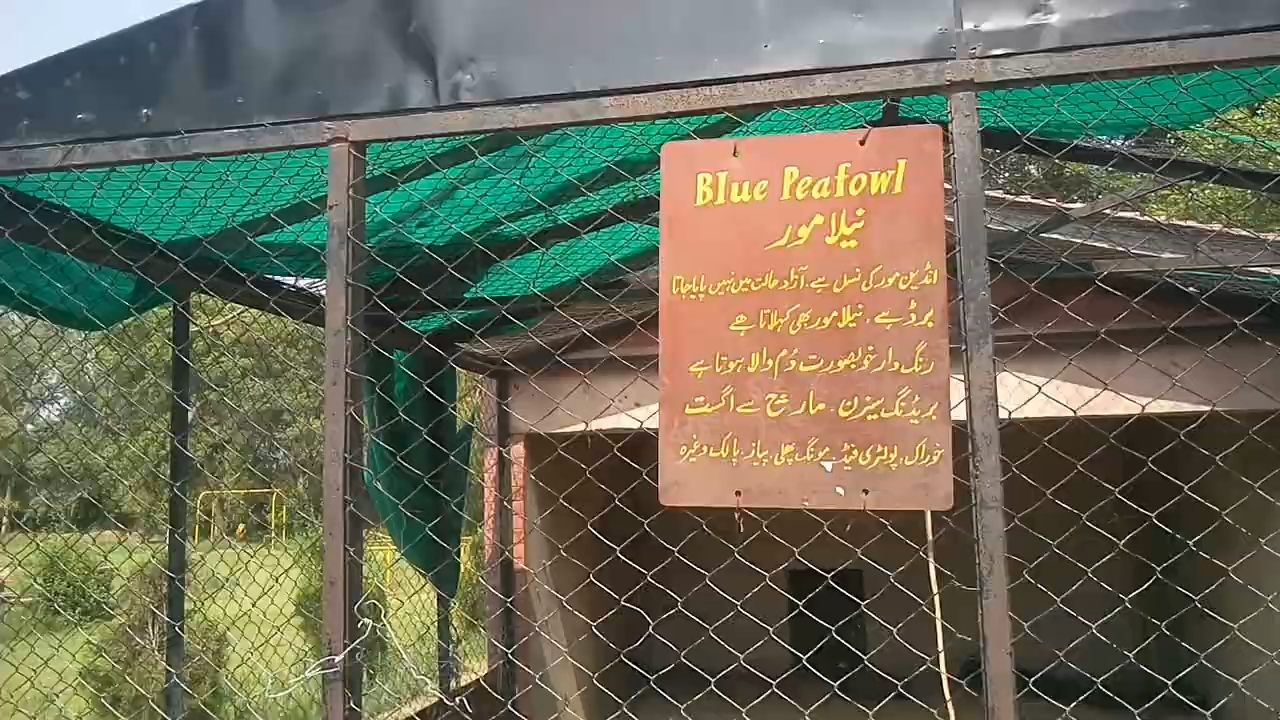 Blue Peafowl
نیلا مور
انڈین مور کی نسل ہے۔ آزاد حالت میں نہیں پایا جاتا
برڈ ہے ۔ نیلا مور بھی کہلاتا ھے
رنگ دار خوبصورت دُم والا ہوتا ہے
بریڈنگ سیزن ۔ مارچ سے اگست
خوراک ۔ پولٹری فیڈ ۔ مونگ پھلی ۔ پیاز ۔ پالک وغیرہ